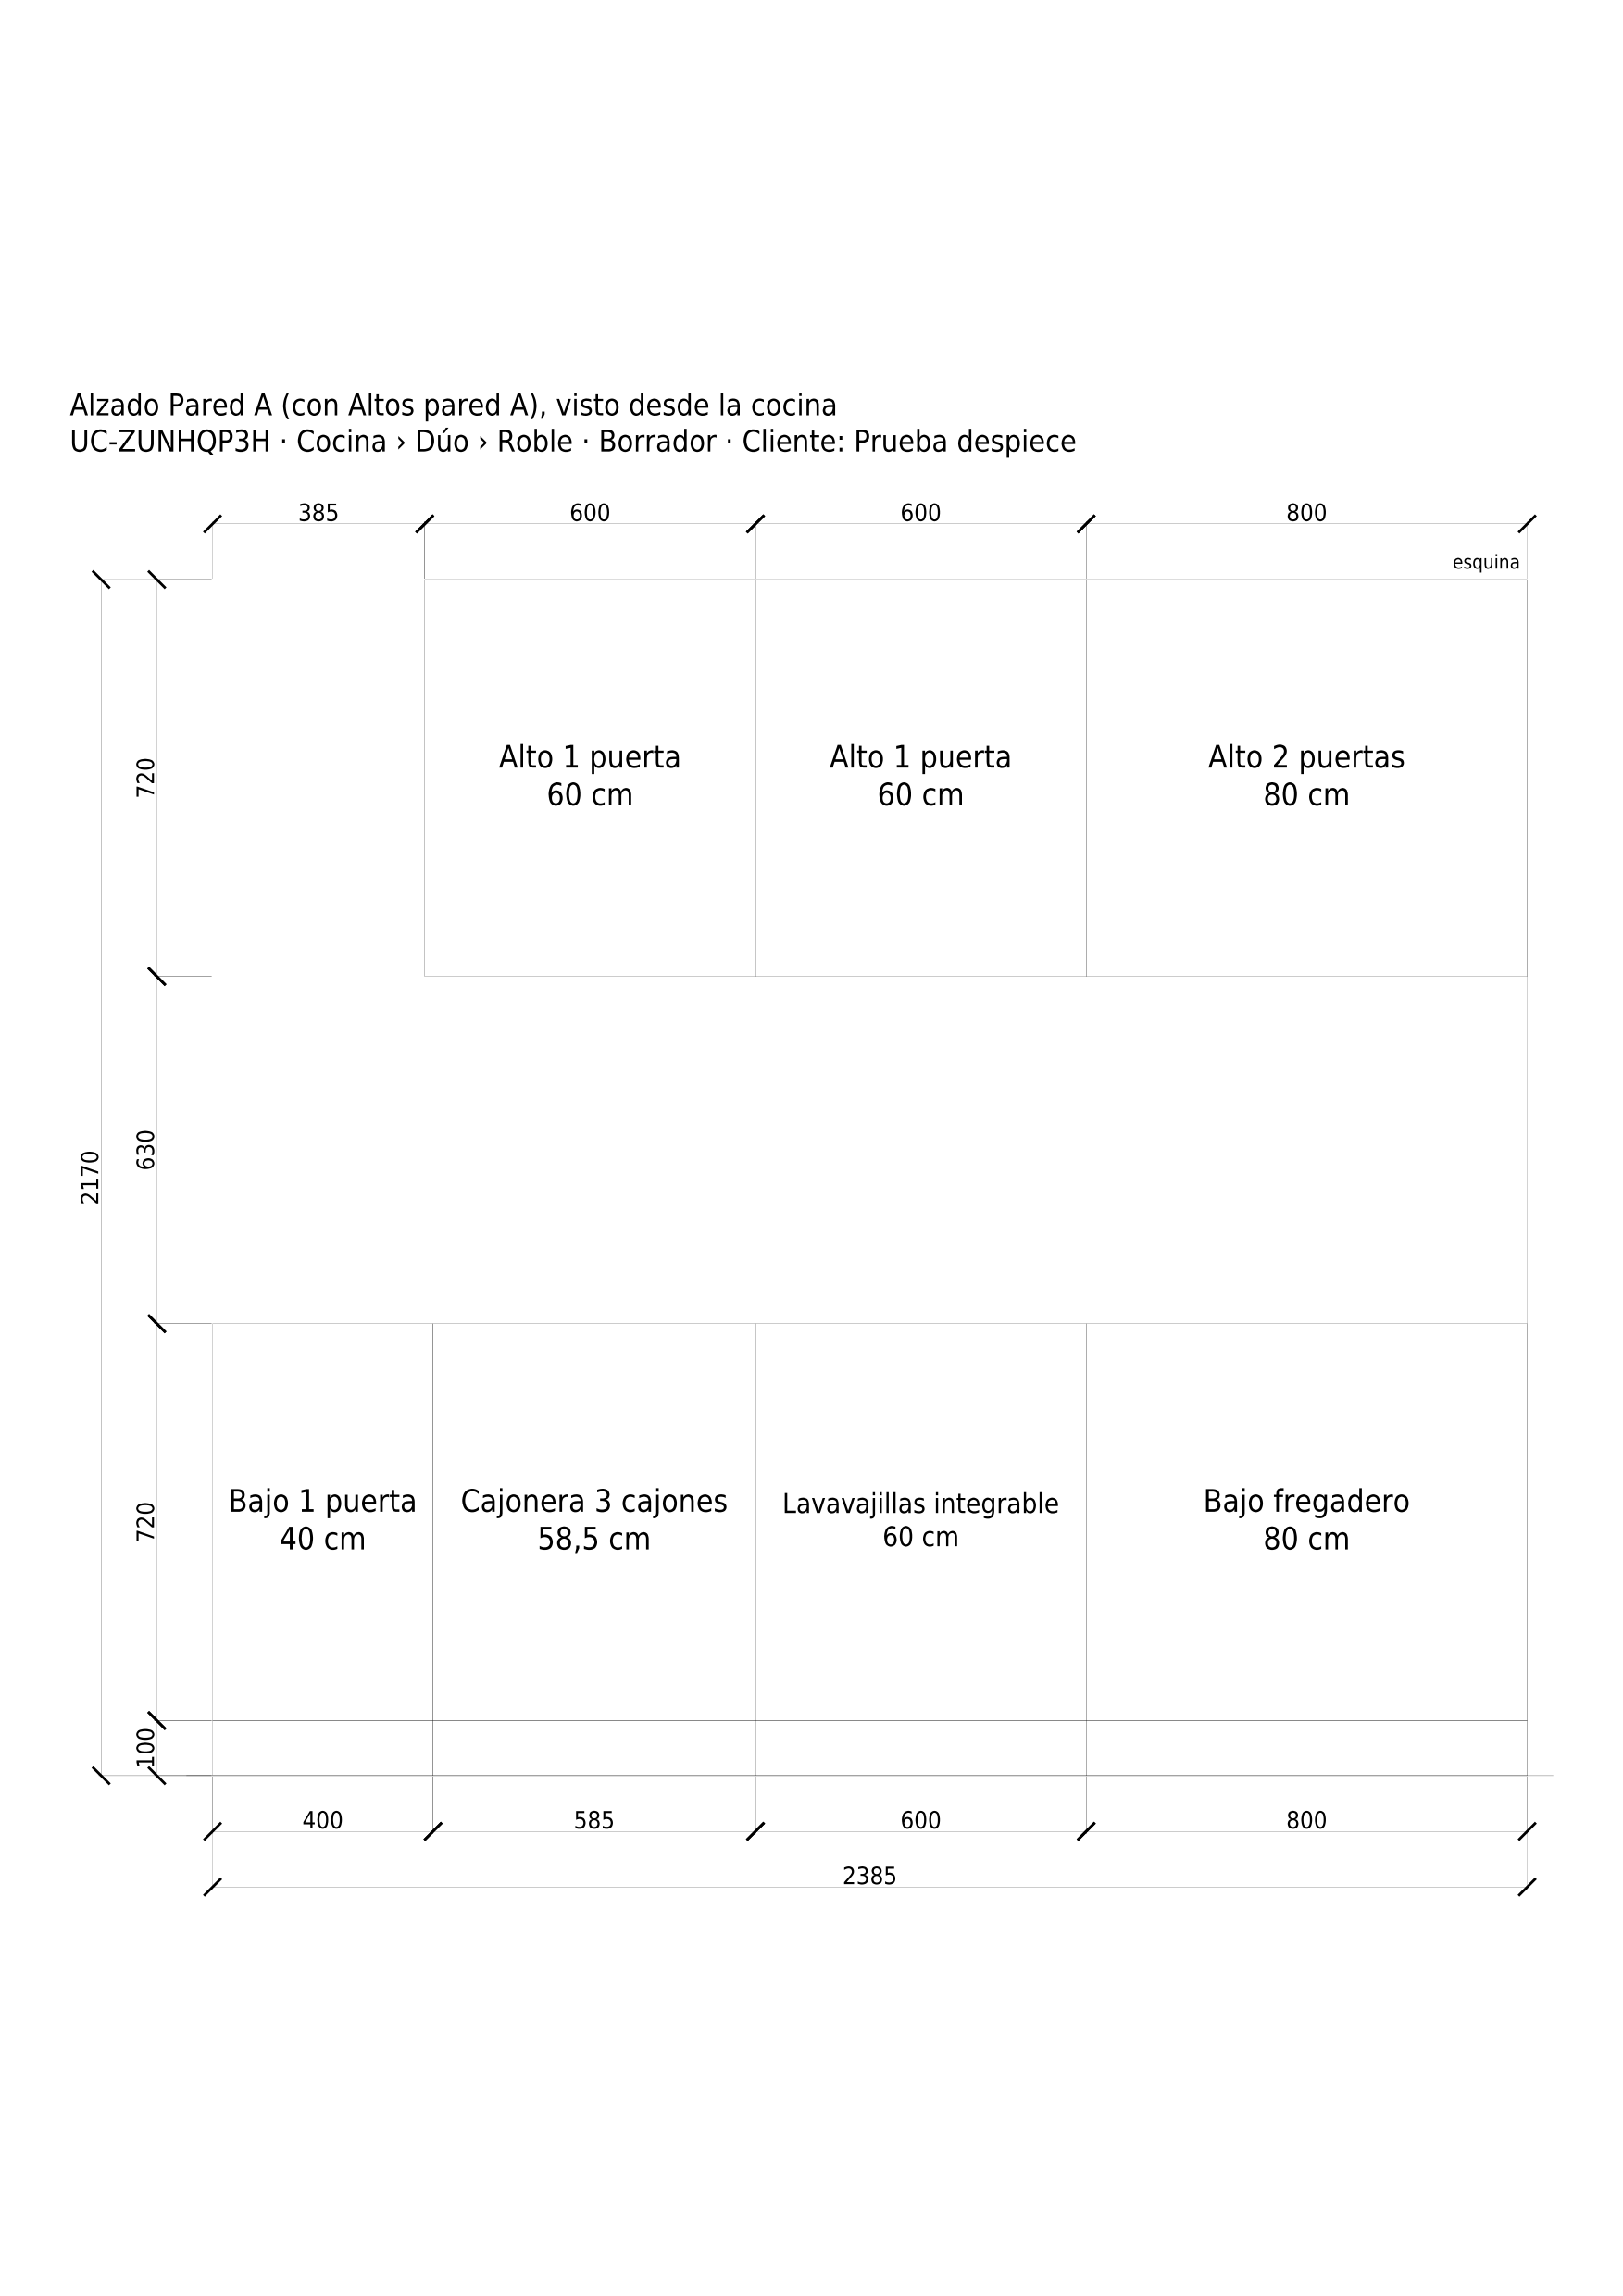 Alzado Pared A (con Altos pared A), visto desde la cocina
UC-ZUNHQP3H · Cocina › Dúo › Roble · Borrador · Cliente: Prueba despiece
385 600 600 800
esquina
720
Alto 1 puerta
60 cm
Alto 1 puerta
60 cm
Alto 2 puertas
80 cm
630
2170
720
Bajo 1 puerta
40 cm
Cajonera 3 cajones
58,5 cm
Lavavajillas integrable
60 cm
Bajo fregadero
80 cm
100
400 585 600 800
2385